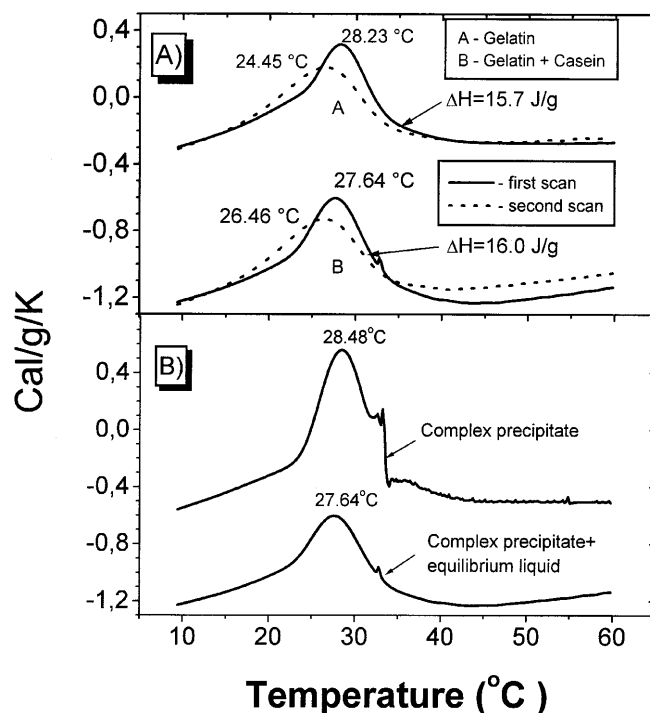 A)
0,4
0,0
-0,4
-0,8
-1,2
28.23 °C
24.45 °C
A
ΔH=15.7 J/g
A - Gelatin
B - Gelatin + Casein
27.64 °C
26.46 °C
B
ΔH=16.0 J/g
- first scan
- second scan
B)
0,4
0,0
-0,4
-0,8
-1,2
28.48°C
Complex precipitate
27.64°C
Complex precipitate+
equilibrium liquid
Cal/g/K
10 20 30 40 50 60
Temperature (°C )